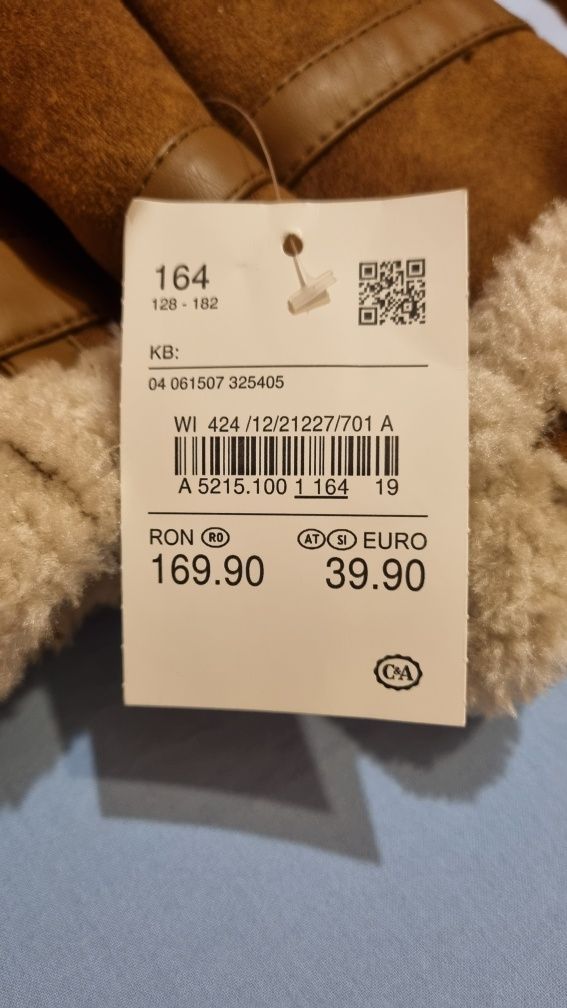 164
128 - 182
KB:
04 061507 325405
WI 424 /12/21227/701 A
A 5215.100 1 164 19
RON RO AT SI EURO
169.90 39.90
C&A